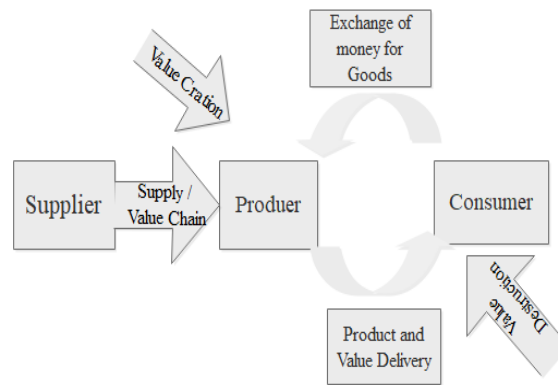 Exchange of
money for
Goods
Value Cration
Supplier
Supply /
Value Chain
Produer
Consumer
Value
Destruction
Product and
Value Delivery